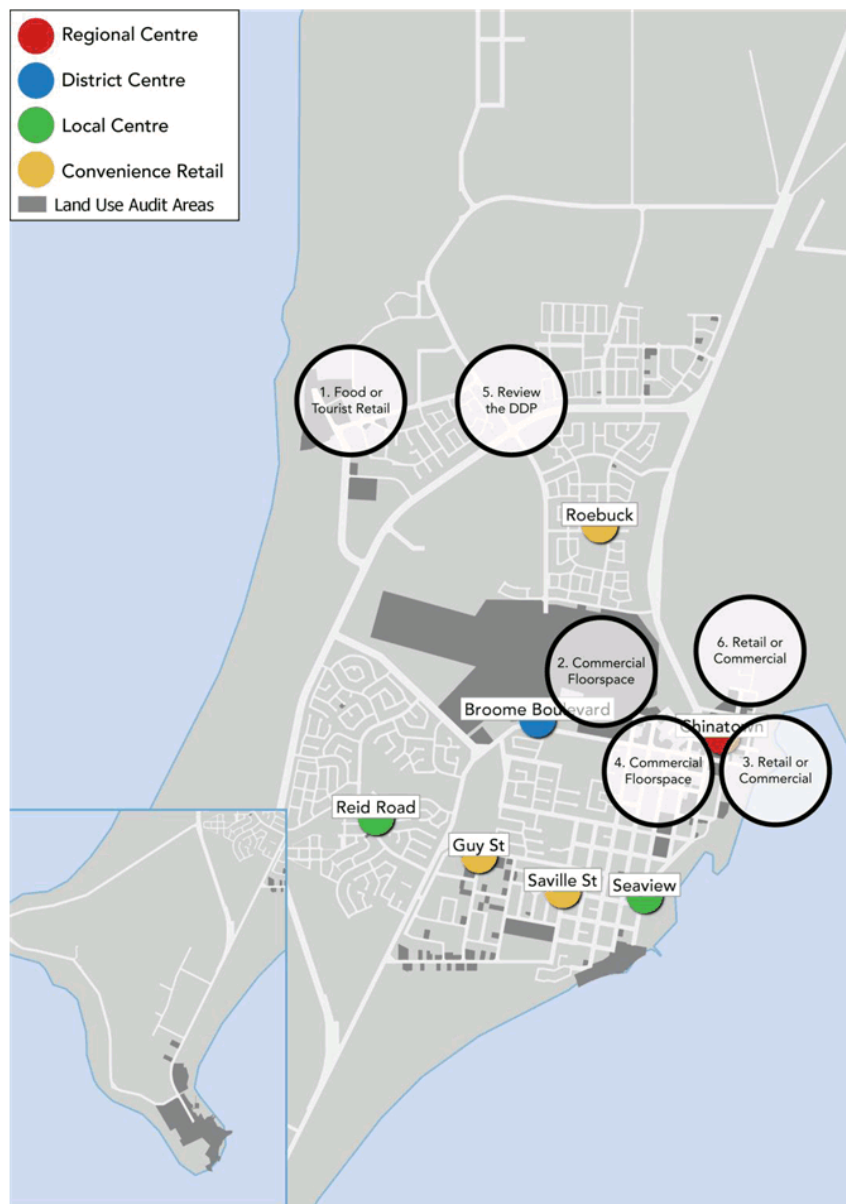 Regional Centre
District Centre
Local Centre
Convenience Retail
Land Use Audit Areas
1. Food or
Tourist Retail
5. Review
the DDP
Roebuck
6. Retail or
Commercial
2. Commercial
Floorspace
Broome Boulevard
Chinatown
4. Commercial
Floorspace
3. Retail or
Commercial
Reid Road
Guy St
Saville St
Seaview